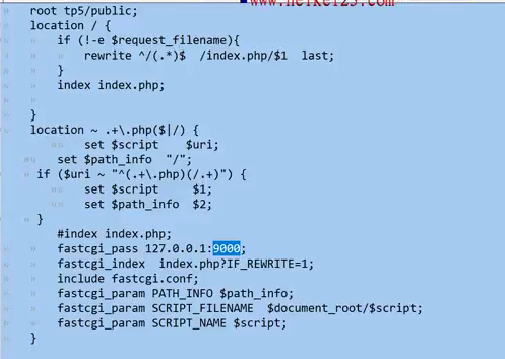 www.heike125.com
root tp5/public;
location / {
if (!-e $request_filename){
rewrite ^/(.*)$ /index.php/$1 last;
}
index index.php;
}
location ~ .+\.php($|/) {
set $script $uri;
set $path_info "/";
if ($uri ~ "^(.+\.php)(/.+)") {
set $script $1;
set $path_info $2;
}
#index index.php;
fastcgi_pass 127.0.0.1:9000;
fastcgi_index index.php?IF_REWRITE=1;
include fastcgi.conf;
fastcgi_param PATH_INFO $path_info;
fastcgi_param SCRIPT_FILENAME $document_root/$script;
fastcgi_param SCRIPT_NAME $script;
}